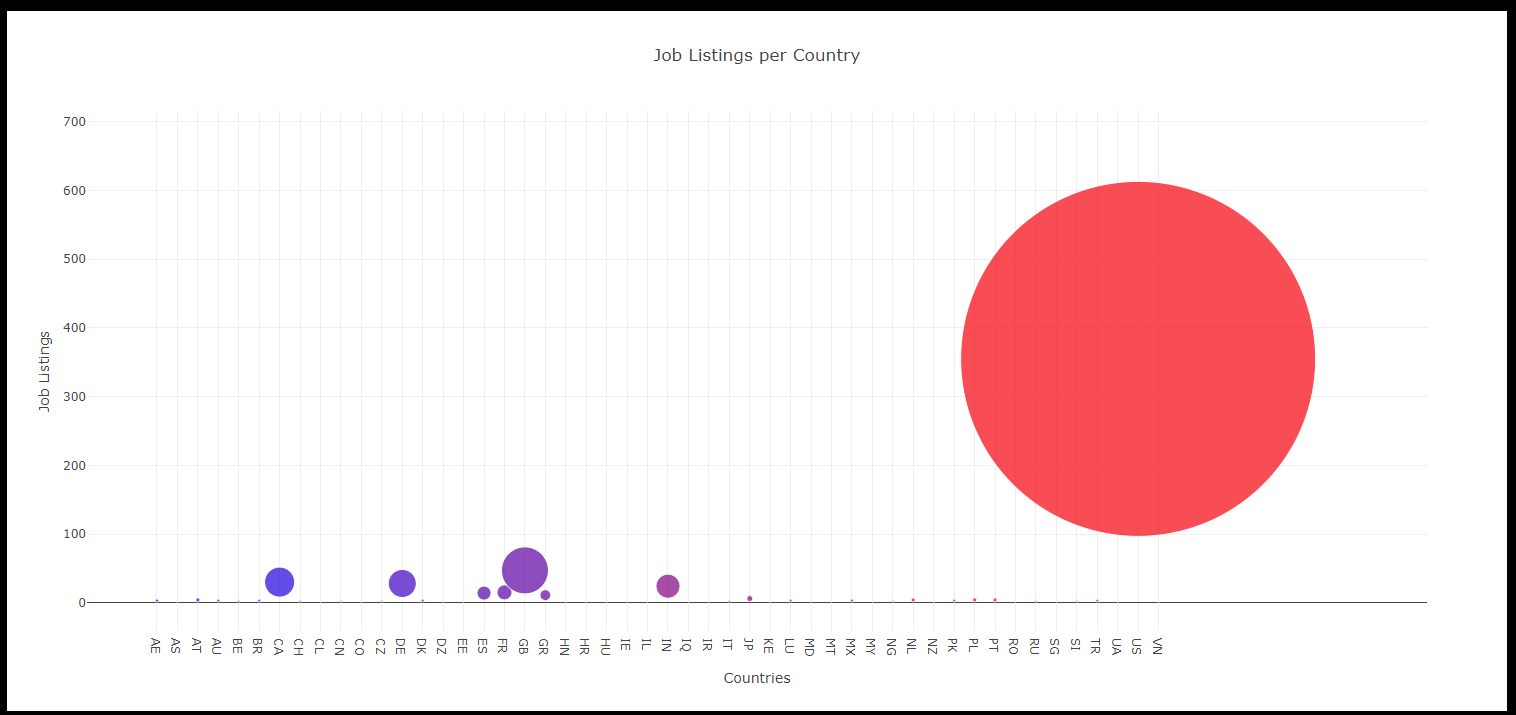 Job Listings per Country
700
600
500
400
300
200
100
0
Job Listings
AE AS AT AU BE BR CA CH CL CN CO CZ DE DK DZ EE ES FR GB GR HN HR HU IE IL IN IQ IR IT JP KE LU MD MT MX MY NG NL NZ PK PL PT RO RU SG SI TR UA US VN
Countries